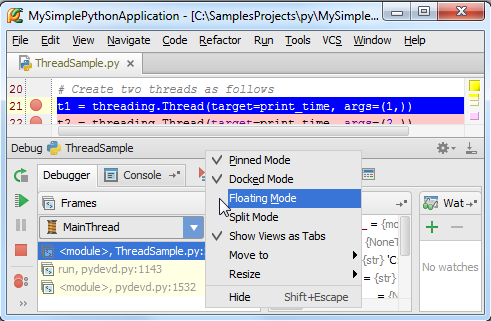 MySimplePythonApplication - [C:\SamplesProjects\py\MySimple...
File Edit View Navigate Code Refactor Run Tools VCS Window Help
ThreadSample.py
20 # Create two threads as follows
21 t1 = threading.Thread(target=print_time, args=(1,))
22 t2 = threading.Thread(target=print_time, args=(2,))
Debug ThreadSample
Debugger Console
Pinned Mode
Docked Mode
Floating Mode
Split Mode
Show Views as Tabs
Move to
Resize
Hide Shift+Escape
Frames
MainThread
<module>, ThreadSample.py:
run, pydevd.py:1143
<module>, pydevd.py:1532
= {
{NoneT
{str} 'C
= {
{str}
Wat
No watches